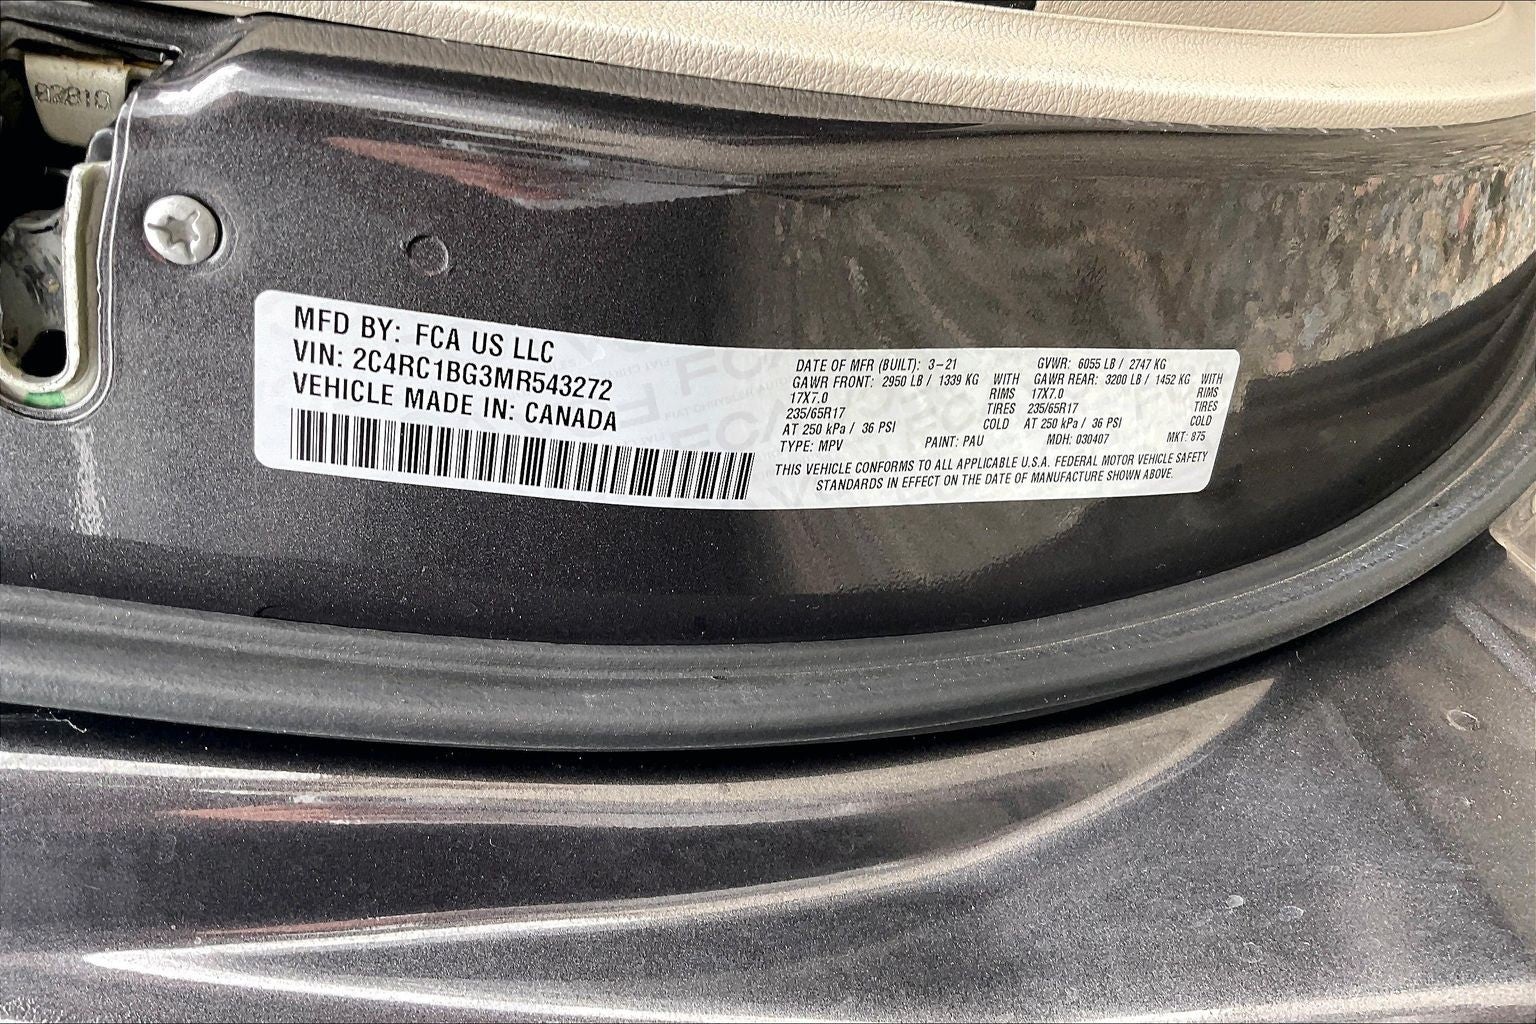 MFD BY: FCA US LLC
VIN: 2C4RC1BG3MR543272
VEHICLE MADE IN: CANADA
DATE OF MFR (BUILT): 3-21 GVWR: 6055 LB / 2747 KG
GAWR FRONT: 2950 LB / 1339 KG WITH GAWR REAR: 3200 LB / 1452 KG WITH
17X7.0 RIMS 17X7.0 RIMS
235/65R17 TIRES 235/65R17 TIRES
AT 250 kPa / 36 PSI COLD AT 250 kPa / 36 PSI COLD
TYPE: MPV PAINT: PAU MDH: 030407 MKT: 875
THIS VEHICLE CONFORMS TO ALL APPLICABLE U.S.A. FEDERAL MOTOR VEHICLE SAFETY
STANDARDS IN EFFECT ON THE DATE OF MANUFACTURE SHOWN ABOVE.